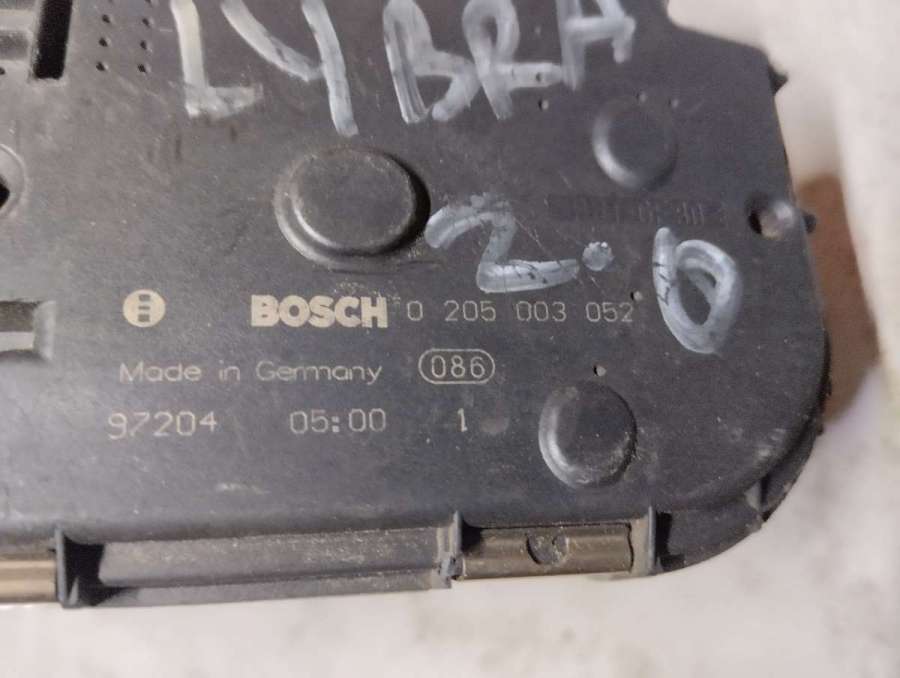 LYBRA
2.0
BOSCH 0 205 003 052
Made in Germany 086
97204 05:00 1